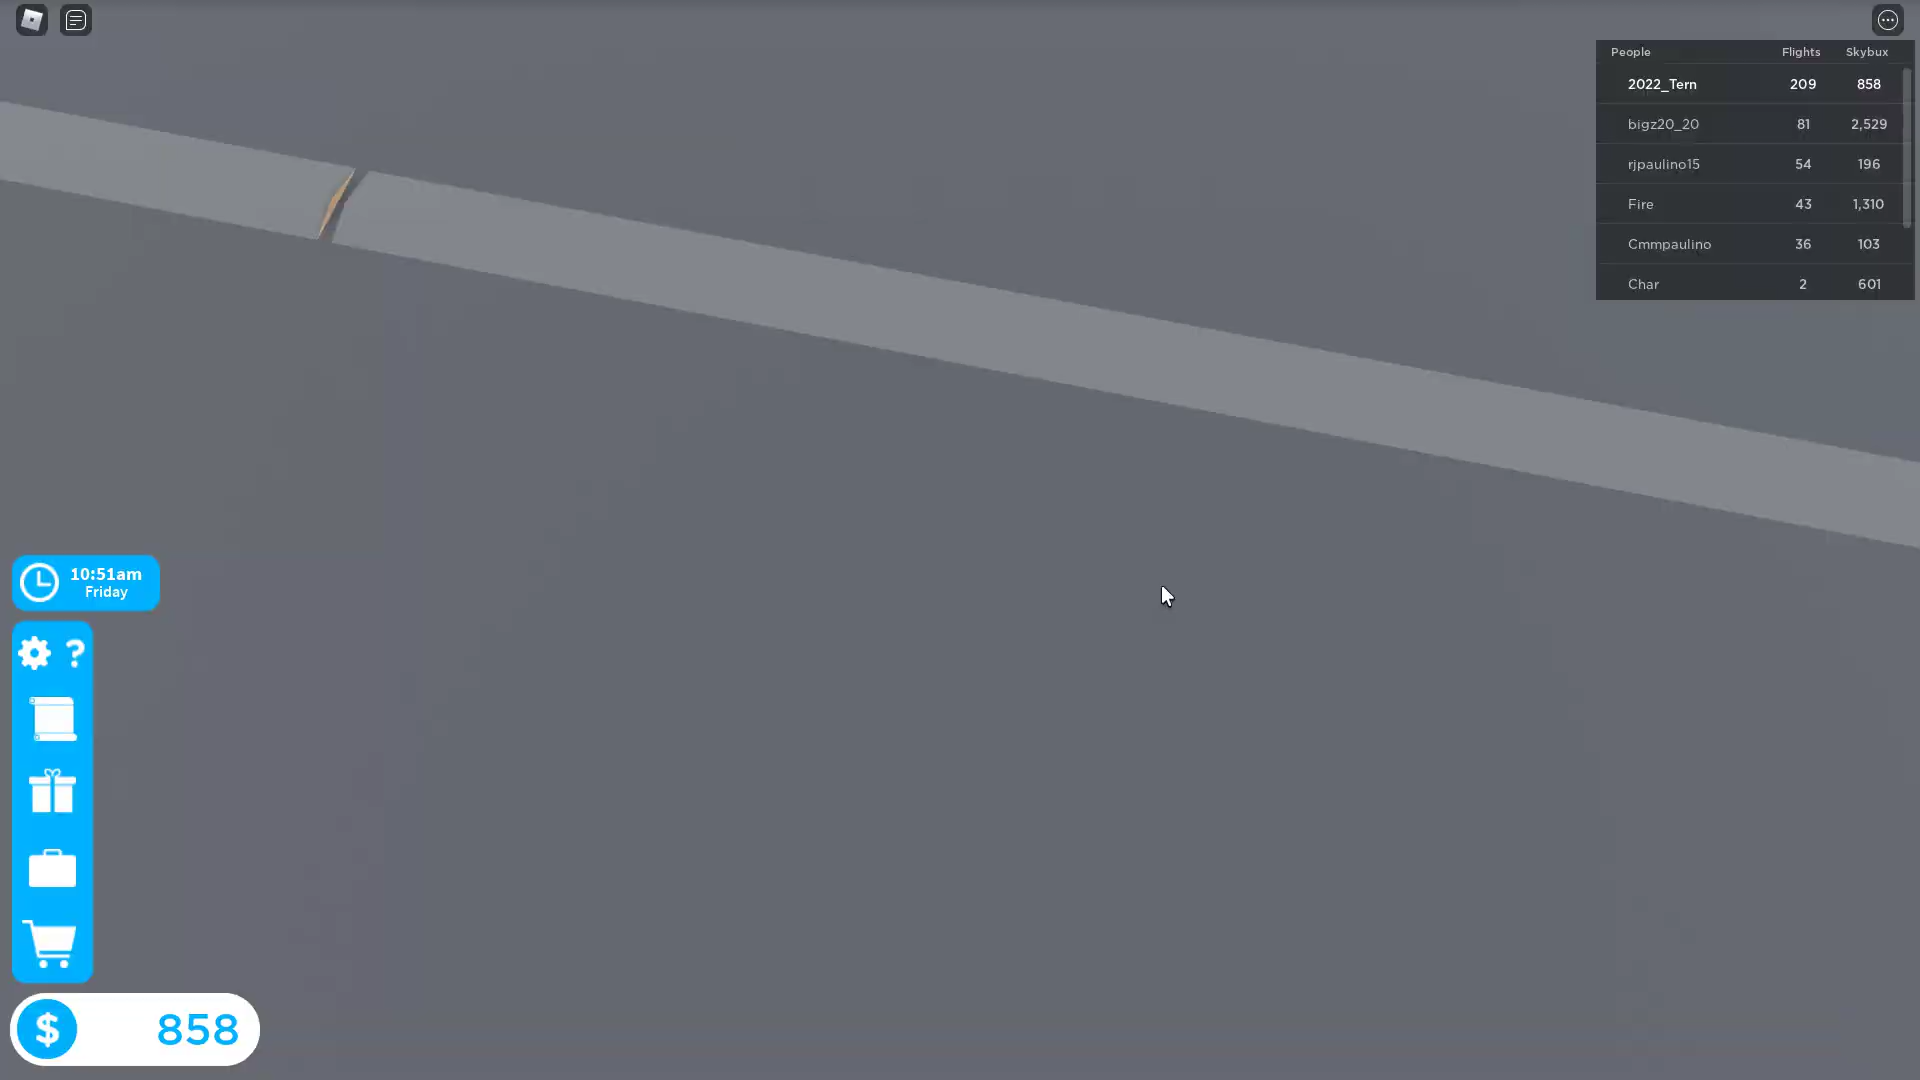 People Flights Skybux
2022_Tern 209 858
bigz20_20 81 2,529
rjpaulino15 54 196
Fire 43 1,310
Cmmpaulino 36 103
Char 2 601
10:51am
Friday
?
$ 858